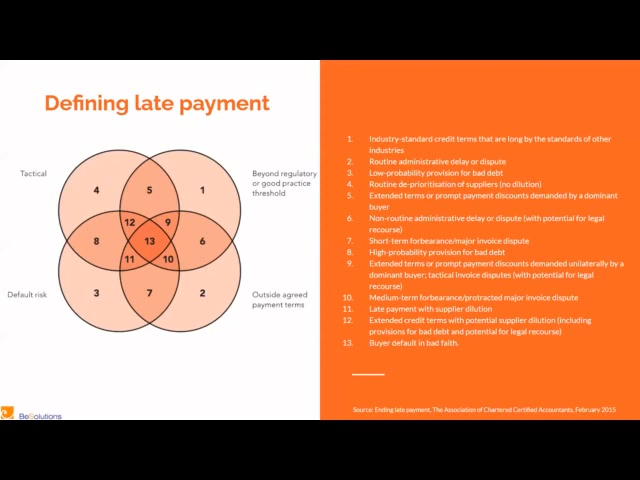 Defining late payment
Tactical
Beyond regulatory
or good practice
threshold
4
5
1
12
9
8
13
6
11
10
Default risk
3
7
2
Outside agreed
payment terms
BeSolutions
1. Industry-standard credit terms that are long by the standards of other
industries
2. Routine administrative delay or dispute
3. Low-probability provision for bad debt
4. Routine de-prioritisation of suppliers (no dilution)
5. Extended terms or prompt payment discounts demanded by a dominant
buyer
6. Non-routine administrative delay or dispute (with potential for legal
recourse)
7. Short-term forbearance/major invoice dispute
8. High-probability provision for bad debt
9. Extended terms or prompt payment discounts demanded unilaterally by a
dominant buyer; tactical invoice disputes (with potential for legal
recourse)
10. Medium-term forbearance/protracted major invoice dispute
11. Late payment with supplier dilution
12. Extended credit terms with potential supplier dilution (including
provisions for bad debt and potential for legal recourse)
13. Buyer default in bad faith.
Source: Ending late payment, The Association of Chartered Certified Accountants, February 2015